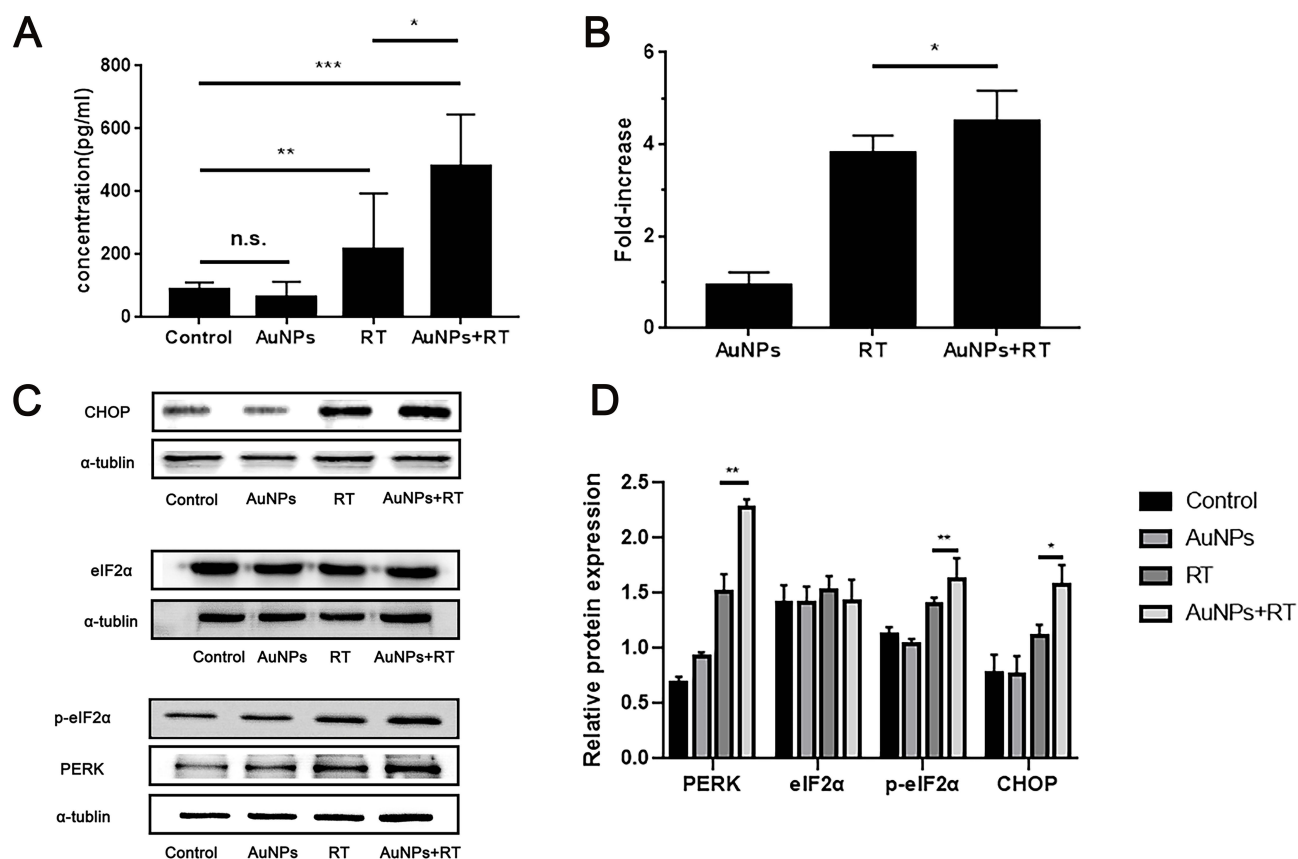 A
*
***
**
n.s.
concentration(pg/ml)
800
600
400
200
0
Control AuNPs RT AuNPs+RT
B
*
Fold-increase
6
4
2
0
AuNPs RT AuNPs+RT
C
CHOP
α-tublin
Control AuNPs RT AuNPs+RT
eIF2α
α-tublin
Control AuNPs RT AuNPs+RT
p-eIF2α
PERK
α-tublin
Control AuNPs RT AuNPs+RT
D
Relative protein expression
2.5
2.0
1.5
1.0
0.5
0.0
**
**
*
PERK eIF2α p-eIF2α CHOP
Control
AuNPs
RT
AuNPs+RT